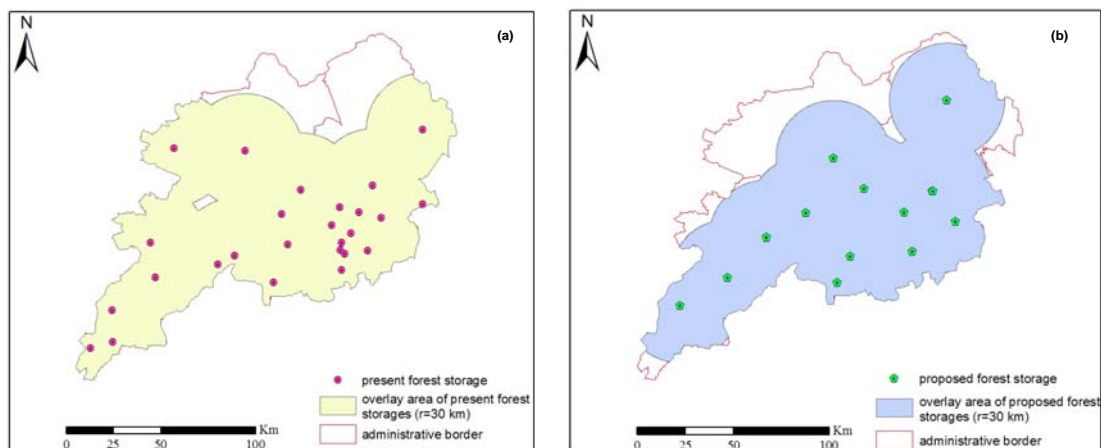 N
(a)
present forest storage
overlay area of present forest
storages (r=30 km)
administrative border
Km
0 25 50 100
N
(b)
proposed forest storage
overlay area of proposed forest
storages (r=30 km)
administrative border
Km
0 25 50 100